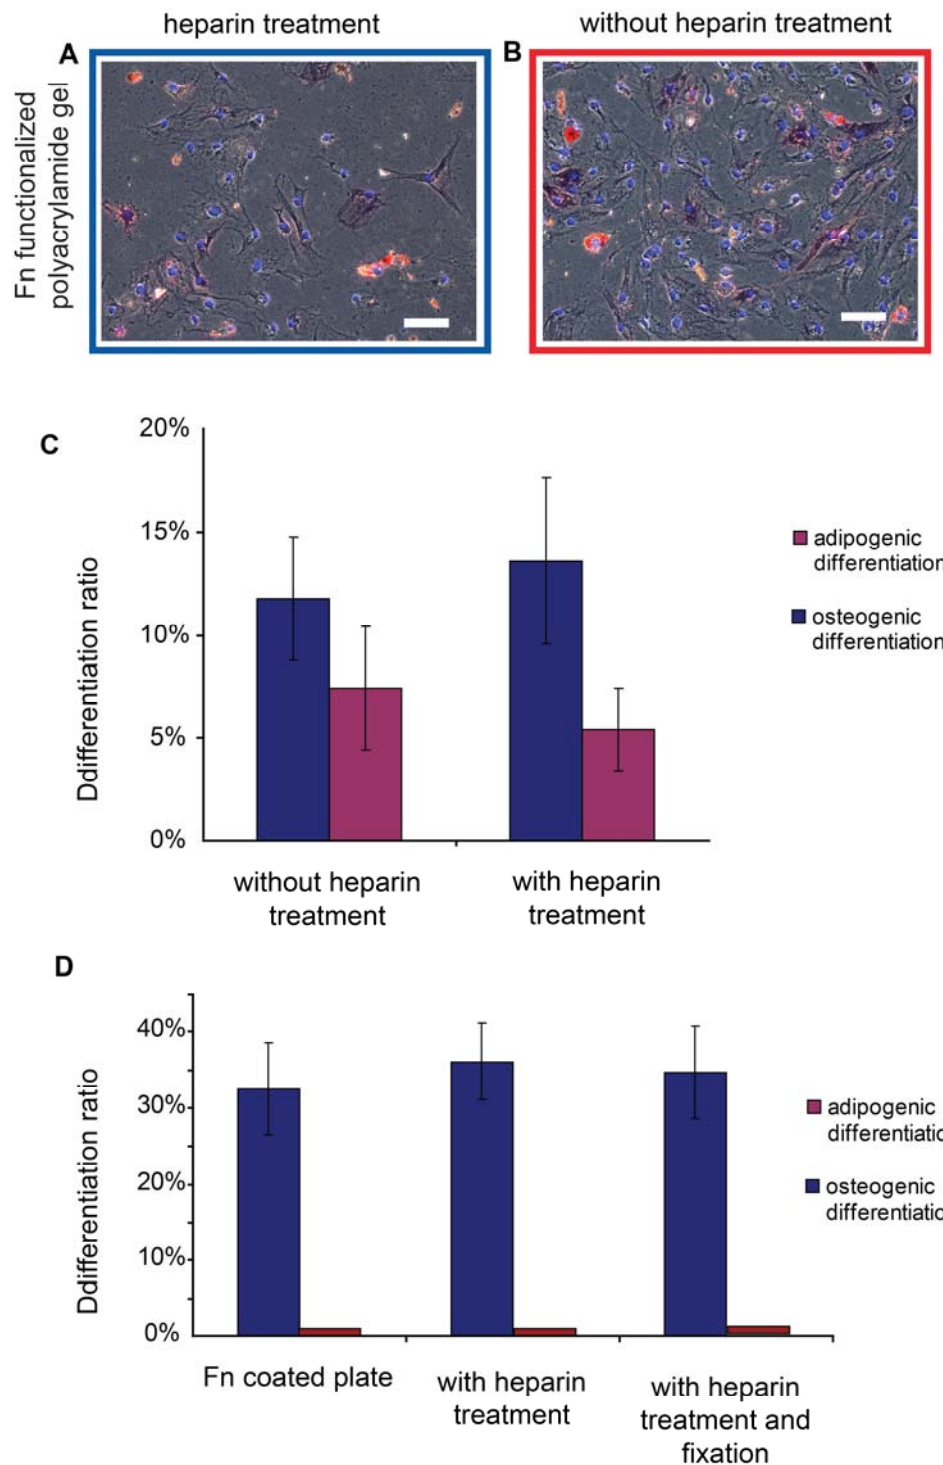 heparin treatment
without heparin treatment
A
B
Fn functionalized
polyacrylamide gel
C
20%
15%
10%
5%
0%
Ddifferentiation ratio
without heparin
treatment
with heparin
treatment
adipogenic
differentiation
osteogenic
differentiation
D
40%
30%
20%
10%
0%
Ddifferentiation ratio
Fn coated plate
with heparin
treatment
with heparin
treatment and
fixation
adipogenic
differentiatio
osteogenic
differentiatio